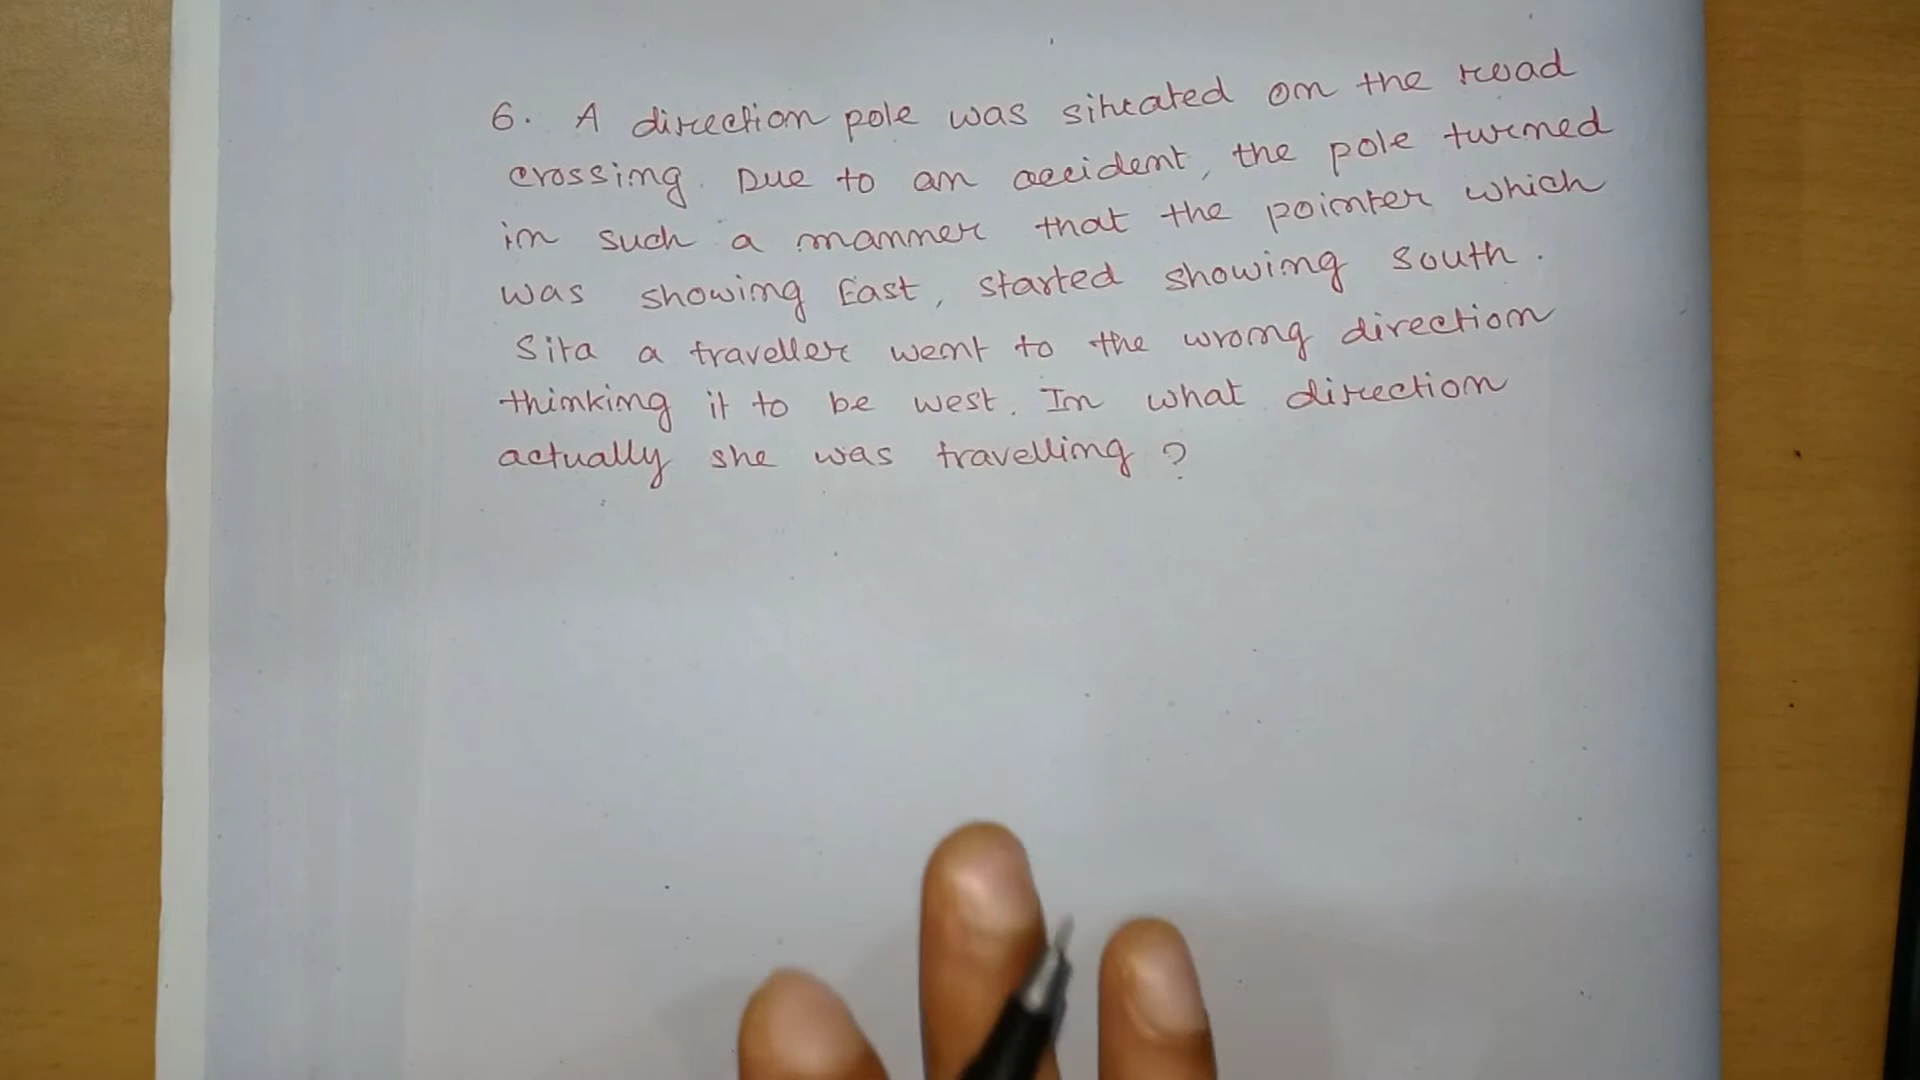 6. A direction pole was situated on the road
crossing. Due to an accident, the pole turned
in such a manner that the pointer which
was showing East, started showing South.
Sita a traveller went to the wrong direction
thinking it to be west. In what direction
actually she was travelling ?